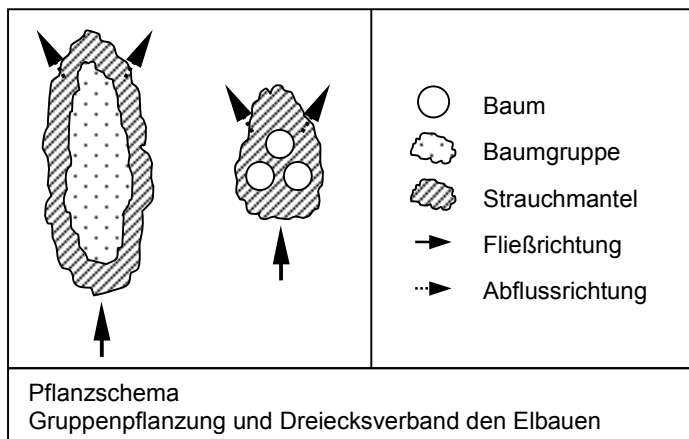 Baum
Baumgruppe
Strauchmantel
Fließrichtung
Abflussrichtung
Pflanzschema
Gruppenpflanzung und Dreiecksverband den Elbauen